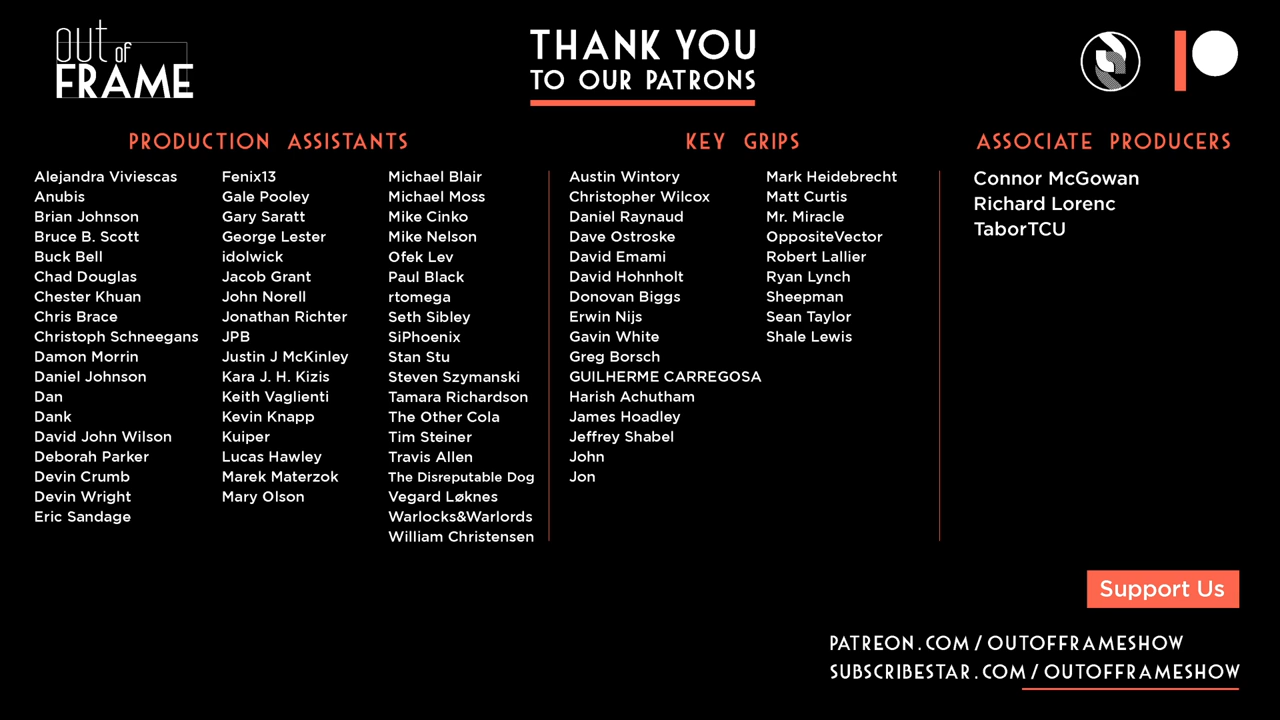 OUT OF
FRAME
THANK YOU
TO OUR PATRONS
PRODUCTION ASSISTANTS
Alejandra Viviescas
Anubis
Brian Johnson
Bruce B. Scott
Buck Bell
Chad Douglas
Chester Khuan
Chris Brace
Christoph Schneegans
Damon Morrin
Daniel Johnson
Dan
Dank
David John Wilson
Deborah Parker
Devin Crumb
Devin Wright
Eric Sandage
Fenix13
Gale Pooley
Gary Saratt
George Lester
idolwick
Jacob Grant
John Norell
Jonathan Richter
JPB
Justin J McKinley
Kara J. H. Kizis
Keith Vaglienti
Kevin Knapp
Kuiper
Lucas Hawley
Marek Materzok
Mary Olson
Michael Blair
Michael Moss
Mike Cinko
Mike Nelson
Ofek Lev
Paul Black
rtomega
Seth Sibley
SiPhoenix
Stan Stu
Steven Szymanski
Tamara Richardson
The Other Cola
Tim Steiner
Travis Allen
The Disreputable Dog
Vegard Løknes
Warlocks&Warlords
William Christensen
KEY GRIPS
Austin Wintory
Christopher Wilcox
Daniel Raynaud
Dave Ostroske
David Emami
David Hohnholt
Donovan Biggs
Erwin Nijs
Gavin White
Greg Borsch
GUILHERME CARREGOSA
Harish Achutham
James Hoadley
Jeffrey Shabel
John
Jon
Mark Heidebrecht
Matt Curtis
Mr. Miracle
OppositeVector
Robert Lallier
Ryan Lynch
Sheepman
Sean Taylor
Shale Lewis
ASSOCIATE PRODUCERS
Connor McGowan
Richard Lorenc
TaborTCU
Support Us
PATREON.COM/OUTOFFRAMESHOW
SUBSCRIBESTAR.COM/OUTOFFRAMESHOW